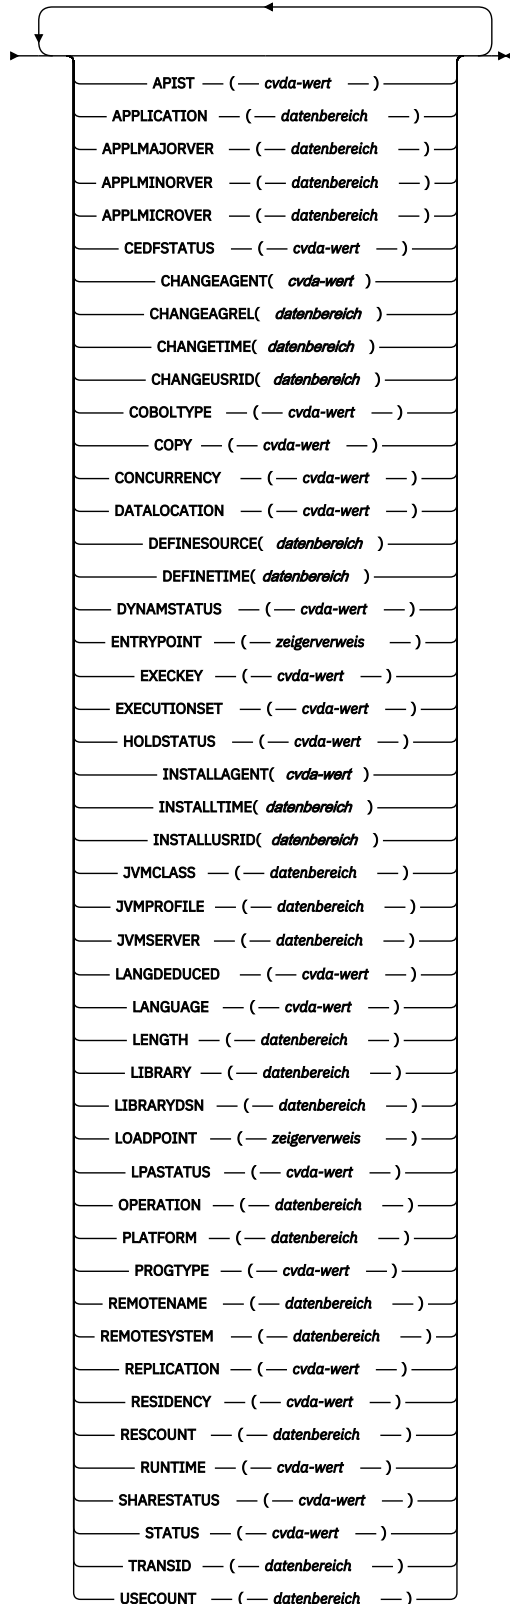 APIST ( cvda-wert )
APPLICATION ( datenbereich )
APPLMAJORVER ( datenbereich )
APPLMINORVER ( datenbereich )
APPLMICROVER ( datenbereich )
CEDFSTATUS ( cvda-wert )
CHANGEAGENT( cvda-wert )
CHANGEAGREL( datenbereich )
CHANGETIME( datenbereich )
CHANGEUSRID( datenbereich )
COBOLTYPE ( cvda-wert )
COPY ( cvda-wert )
CONCURRENCY ( cvda-wert )
DATALOCATION ( cvda-wert )
DEFINESOURCE( datenbereich )
DEFINETIME( datenbereich )
DYNAMSTATUS ( cvda-wert )
ENTRYPOINT ( zeigerverweis )
EXECKEY ( cvda-wert )
EXECUTIONSET ( cvda-wert )
HOLDSTATUS ( cvda-wert )
INSTALLAGENT( cvda-wert )
INSTALLTIME( datenbereich )
INSTALLUSRID( datenbereich )
JVMCLASS ( datenbereich )
JVMPROFILE ( datenbereich )
JVMSERVER ( datenbereich )
LANGDEDUCED ( cvda-wert )
LANGUAGE ( cvda-wert )
LENGTH ( datenbereich )
LIBRARY ( datenbereich )
LIBRARYDSN ( datenbereich )
LOADPOINT ( zeigerverweis )
LPASTATUS ( cvda-wert )
OPERATION ( datenbereich )
PLATFORM ( datenbereich )
PROGTYPE ( cvda-wert )
REMOTENAME ( datenbereich )
REMOTESYSTEM ( datenbereich )
REPLICATION ( cvda-wert )
RESIDENCY ( cvda-wert )
RESCOUNT ( datenbereich )
RUNTIME ( cvda-wert )
SHARESTATUS ( cvda-wert )
STATUS ( cvda-wert )
TRANSID ( datenbereich )
USECOUNT ( datenbereich )